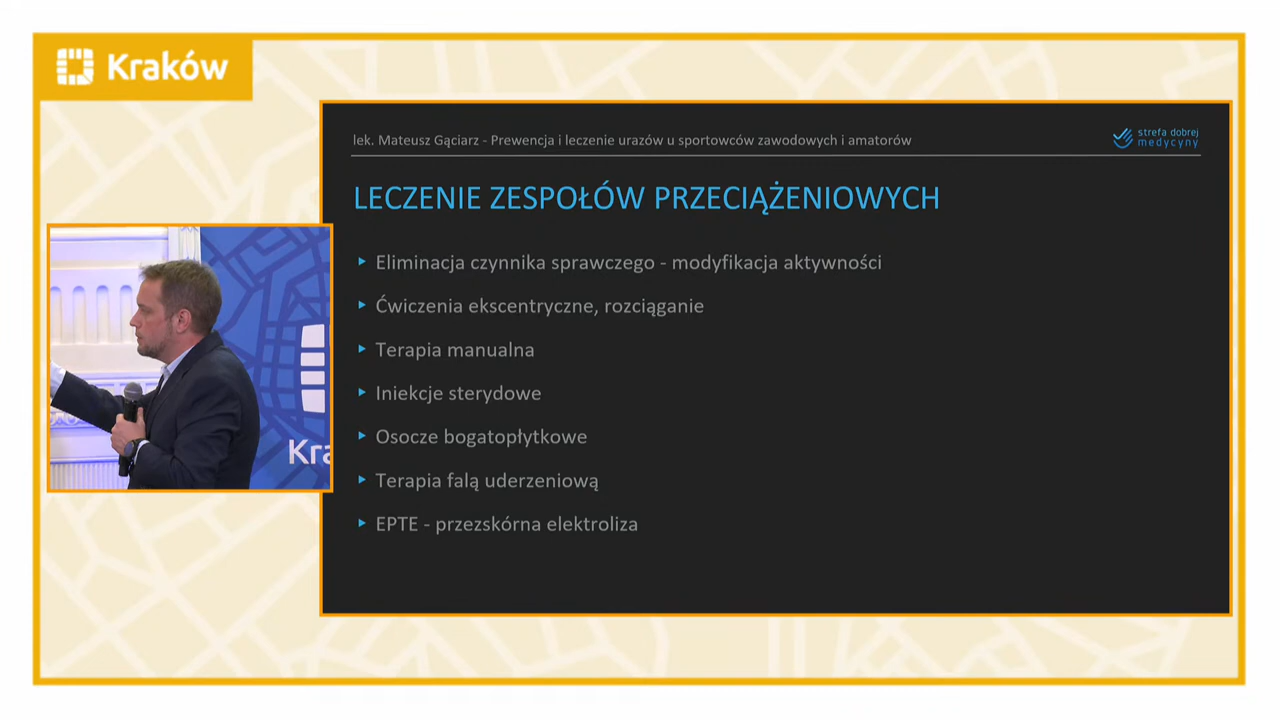 Kraków
lek. Mateusz Gąciarz - Prewencja i leczenie urazów u sportowców zawodowych i amatorów
strefa dobrej
medycyny
LECZENIE ZESPOŁÓW PRZECIĄŻENIOWYCH
Eliminacja czynnika sprawczego - modyfikacja aktywności
Ćwiczenia ekscentryczne, rozciąganie
Terapia manualna
Iniekcje sterydowe
Osocze bogatopłytkowe
Terapia falą uderzeniową
EPTE - przezskórna elektroliza
Kra